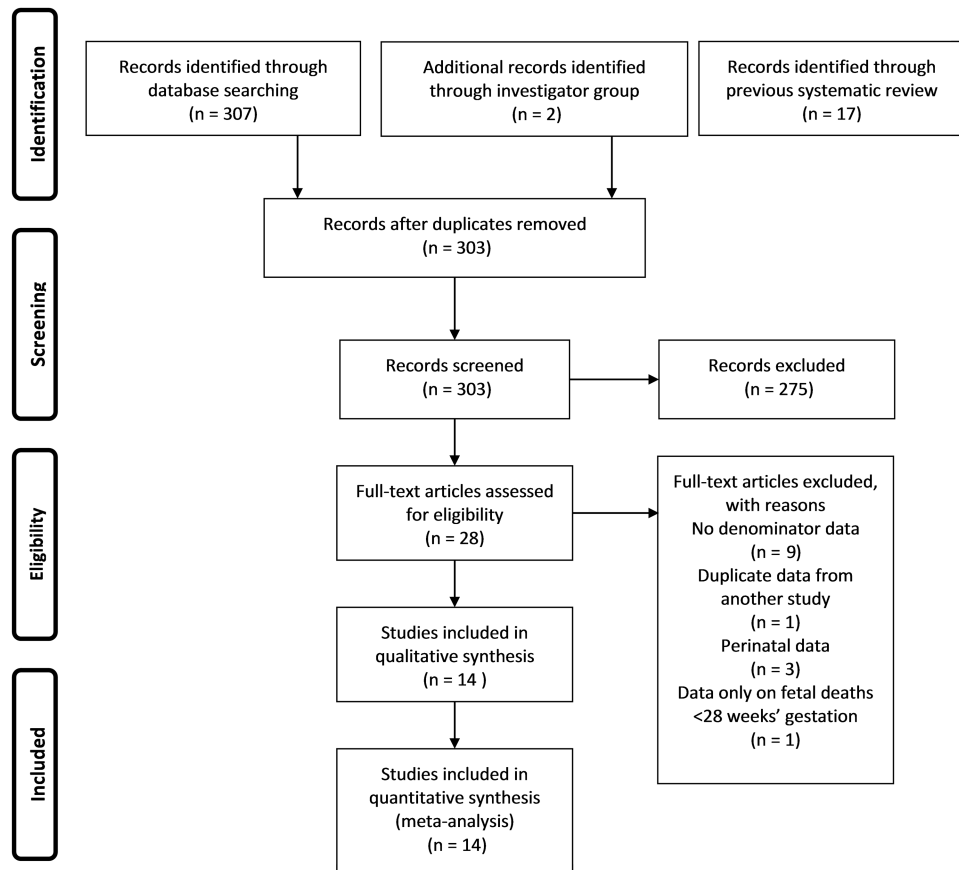 Identification
Records identified through
database searching
(n = 307)
Additional records identified
through investigator group
(n = 2)
Records identified through
previous systematic review
(n = 17)
Records after duplicates removed
(n = 303)
Screening
Records screened
(n = 303)
Records excluded
(n = 275)
Eligibility
Full-text articles assessed
for eligibility
(n = 28)
Full-text articles excluded,
with reasons
No denominator data
(n = 9)
Duplicate data from
another study
(n = 1)
Perinatal data
(n = 3)
Data only on fetal deaths
<28 weeks’ gestation
(n = 1)
Studies included in
qualitative synthesis
(n = 14 )
Included
Studies included in
quantitative synthesis
(meta-analysis)
(n = 14)